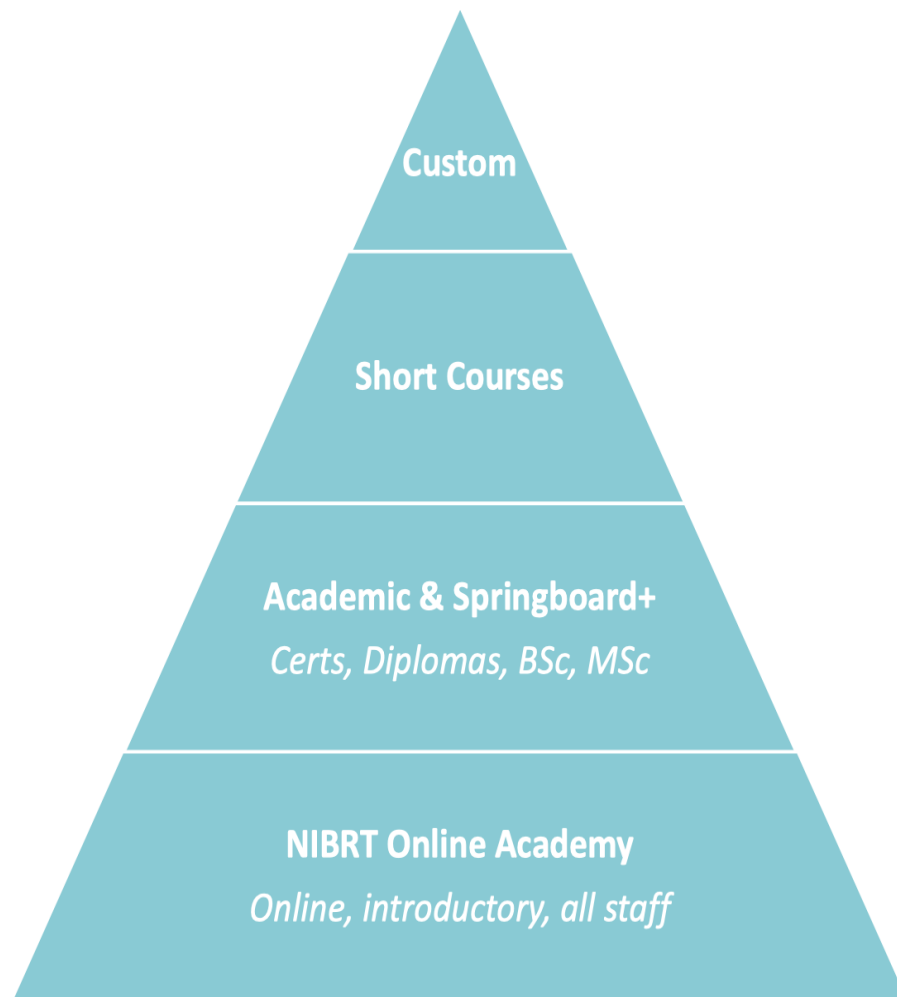 Custom
Short Courses
Academic & Springboard+
Certs, Diplomas, BSc, MSc
NIBRT Online Academy
Online, introductory, all staff